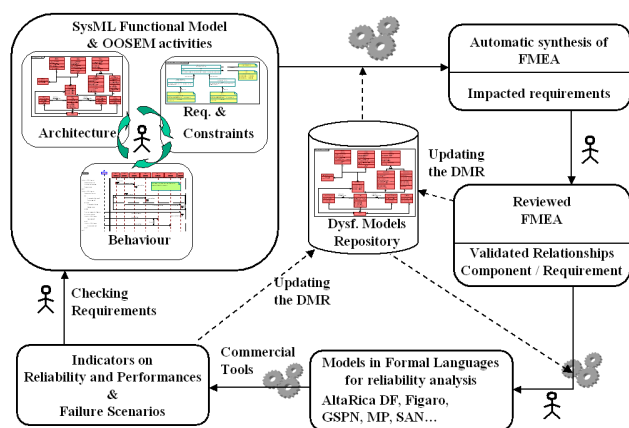 SysML Functional Model
& OOSEM activities
Architecture
Req. &
Constraints
Behaviour
Automatic synthesis of
FMEA
Impacted requirements
Updating
the DMR
Dysf. Models
Repository
Reviewed
FMEA
Validated Relationships
Component / Requirement
Checking
Requirements
Updating
the DMR
Indicators on
Reliability and Performances
&
Failure Scenarios
Commercial
Tools
Models in Formal Languages
for reliability analysis
AltaRica DF, Figaro,
GSPN, MP, SAN...